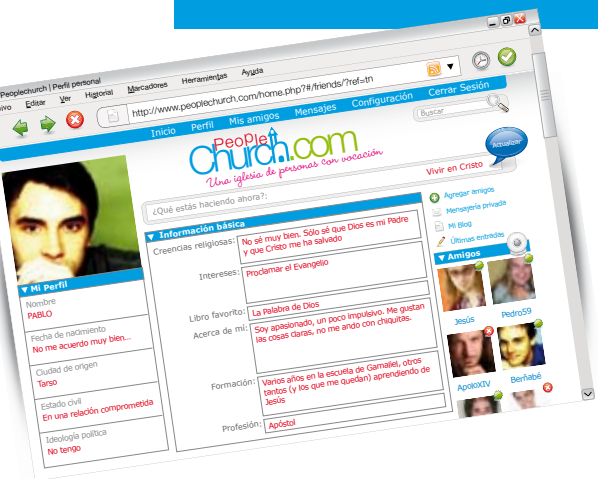 Peoplechurch | Perfil personal
Editar Ver Historial Marcadores Herramientas Ayuda
http://www.peoplechurch.com/home.php?#/friends/?ref=tn
Inicio Perfil Mis amigos Mensajes Configuración Cerrar Sesión
Buscar
PeoPle
Church.com
Una iglesia de personas con vocación
Vivir en Cristo
Actualizar
¿Qué estás haciendo ahora?:
Información básica
Creencias religiosas: No sé muy bien. Sólo sé que Dios es mi Padre
y que Cristo me ha salvado
Intereses: Proclamar el Evangelio
Libro favorito: La Palabra de Dios
Acerca de mí: Soy apasionado, un poco impulsivo. Me gustan
las cosas claras, no me ando con chiquitas.
Formación: Varios años en la escuela de Gamaliel, otros
tantos (y los que me quedan) aprendiendo de
Jesús
Profesión: Apóstol
Mi Perfil
Nombre
PABLO
Fecha de nacimiento
No me acuerdo muy bien...
Ciudad de origen
Tarso
Estado civil
En una relación comprometida
Ideología política
No tengo
Agregar amigos
Mensajería privada
Mi Blog
Últimas entradas
Amigos
Jesús Pedro59
ApoloXIV Bernabé